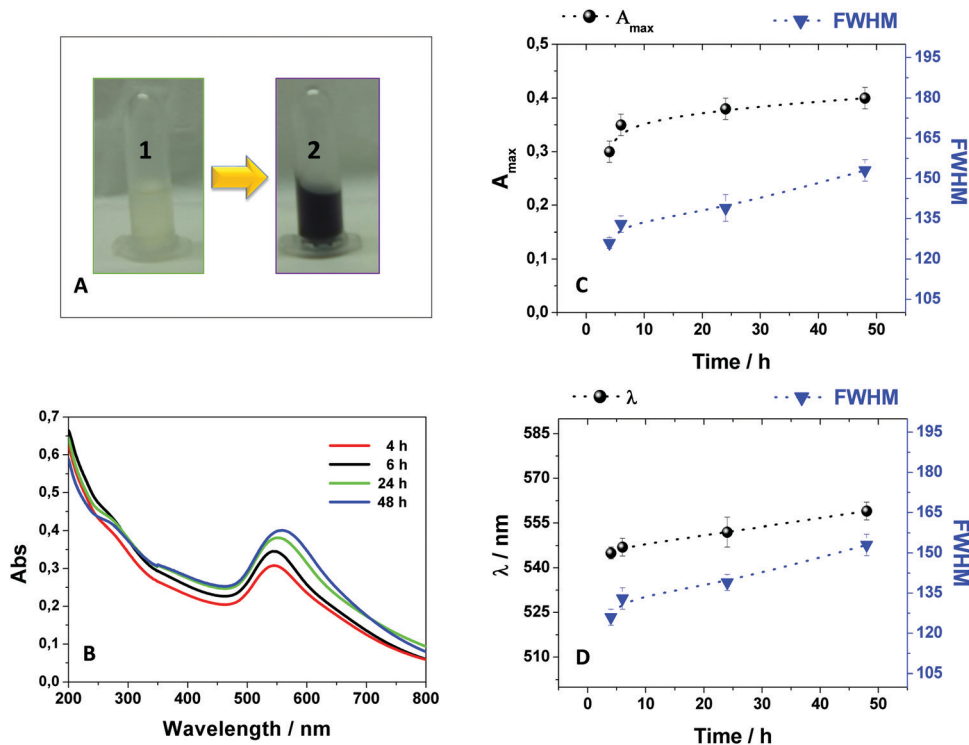 1
2
A
0,7
0,6
0,5
0,4
0,3
0,2
0,1
0,0
Abs
4 h
6 h
24 h
48 h
B
200 300 400 500 600 700 800
Wavelength / nm
A max
FWHM
0,5
0,4
0,3
0,2
0,1
0,0
A max
195
180
165
150
135
120
105
FWHM
C
0 10 20 30 40 50
Time / h
λ
FWHM
585
570
555
540
525
510
λ / nm
195
180
165
150
135
120
105
FWHM
D
0 10 20 30 40 50
Time / h